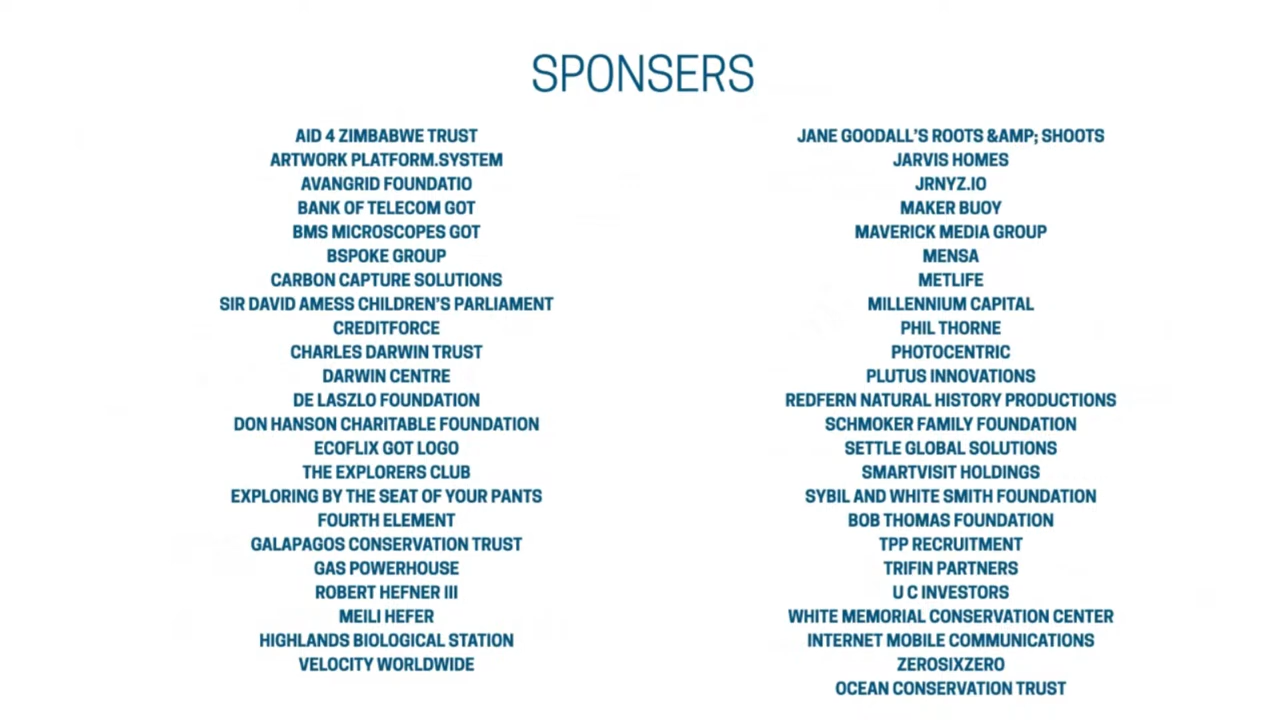 SPONSERS
AID 4 ZIMBABWE TRUST
ARTWORK PLATFORM.SYSTEM
AVANGRID FOUNDATIO
BANK OF TELECOM GOT
BMS MICROSCOPES GOT
BSPOKE GROUP
CARBON CAPTURE SOLUTIONS
SIR DAVID AMESS CHILDREN'S PARLIAMENT
CREDITFORCE
CHARLES DARWIN TRUST
DARWIN CENTRE
DE LASZLO FOUNDATION
DON HANSON CHARITABLE FOUNDATION
ECOFLIX GOT LOGO
THE EXPLORERS CLUB
EXPLORING BY THE SEAT OF YOUR PANTS
FOURTH ELEMENT
GALAPAGOS CONSERVATION TRUST
GAS POWERHOUSE
ROBERT HEFNER III
MEILI HEFER
HIGHLANDS BIOLOGICAL STATION
VELOCITY WORLDWIDE
JANE GOODALL'S ROOTS &AMP; SHOOTS
JARVIS HOMES
JRNYZ.IO
MAKER BUOY
MAVERICK MEDIA GROUP
MENSA
METLIFE
MILLENNIUM CAPITAL
PHIL THORNE
PHOTOCENTRIC
PLUTUS INNOVATIONS
REDFERN NATURAL HISTORY PRODUCTIONS
SCHMOKER FAMILY FOUNDATION
SETTLE GLOBAL SOLUTIONS
SMARTVISIT HOLDINGS
SYBIL AND WHITE SMITH FOUNDATION
BOB THOMAS FOUNDATION
TPP RECRUITMENT
TRIFIN PARTNERS
U C INVESTORS
WHITE MEMORIAL CONSERVATION CENTER
INTERNET MOBILE COMMUNICATIONS
ZEROSIXZERO
OCEAN CONSERVATION TRUST